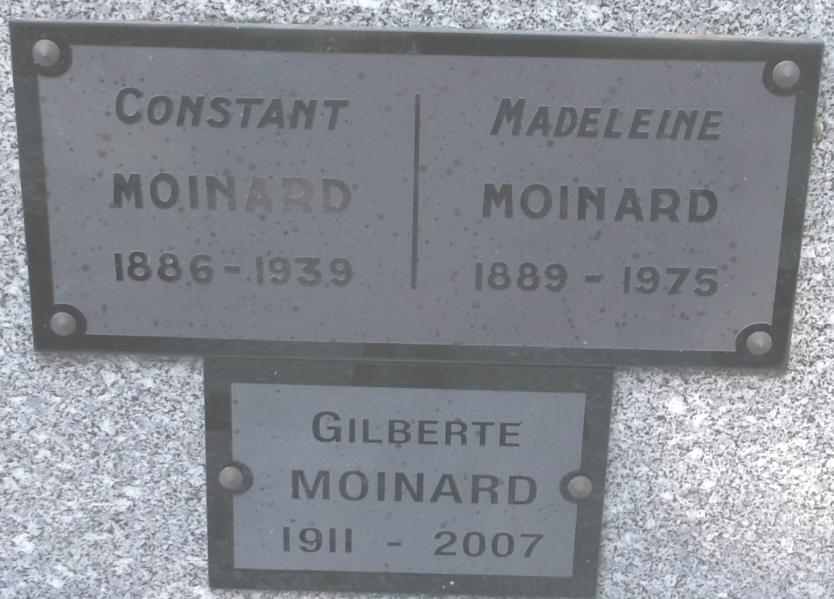 CONSTANT
MOINARD
1886 - 1939
MADELEINE
MOINARD
1889 - 1975
GILBERTE
MOINARD
1911 - 2007